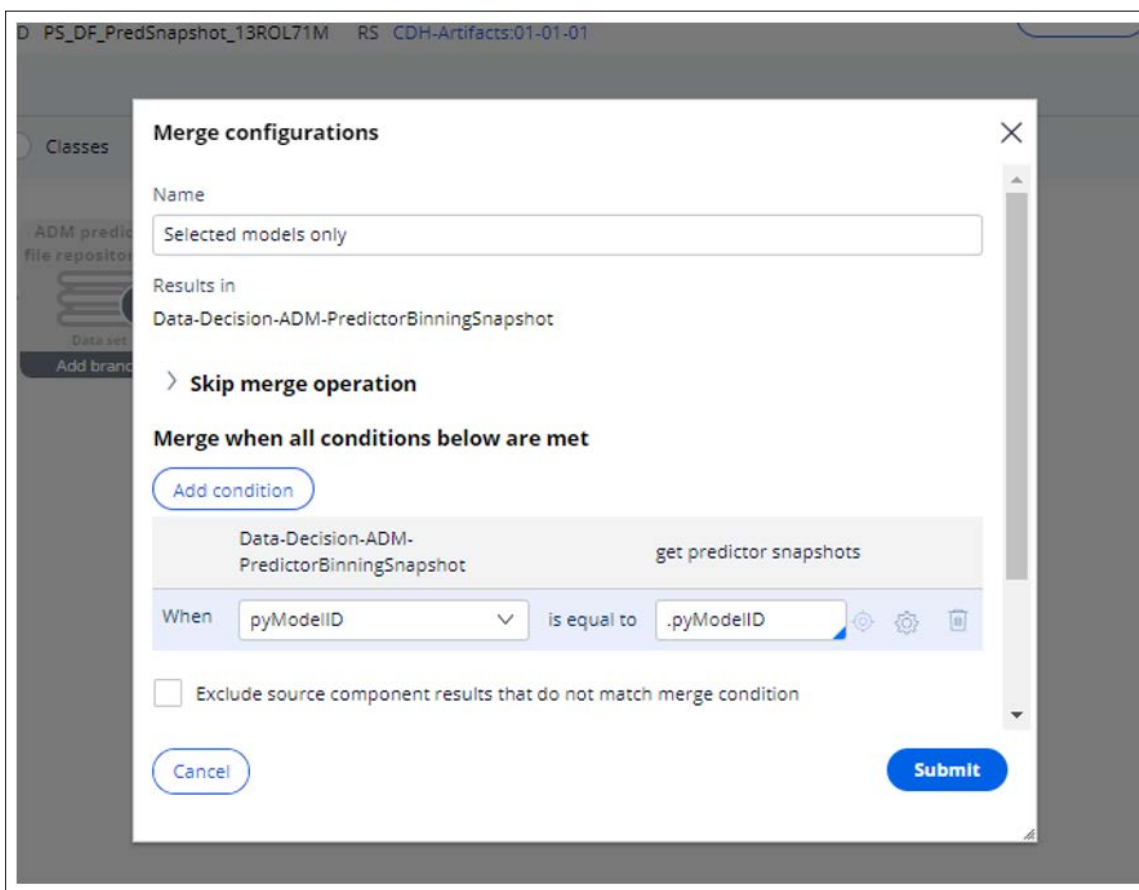 D PS_DF_PredSnapshot_13ROL71M RS CDH-Artifacts:01-01-01
Merge configurations
Classes
Name
ADM predic
file repositor
Selected models only
Results in
Data-Decision-ADM-PredictorBinningSnapshot
Data set
Add branc
Skip merge operation
Merge when all conditions below are met
Add condition
Data-Decision-ADM-
PredictorBinningSnapshot
get predictor snapshots
When pyModelID is equal to .pyModelID
Exclude source component results that do not match merge condition
Cancel
Submit